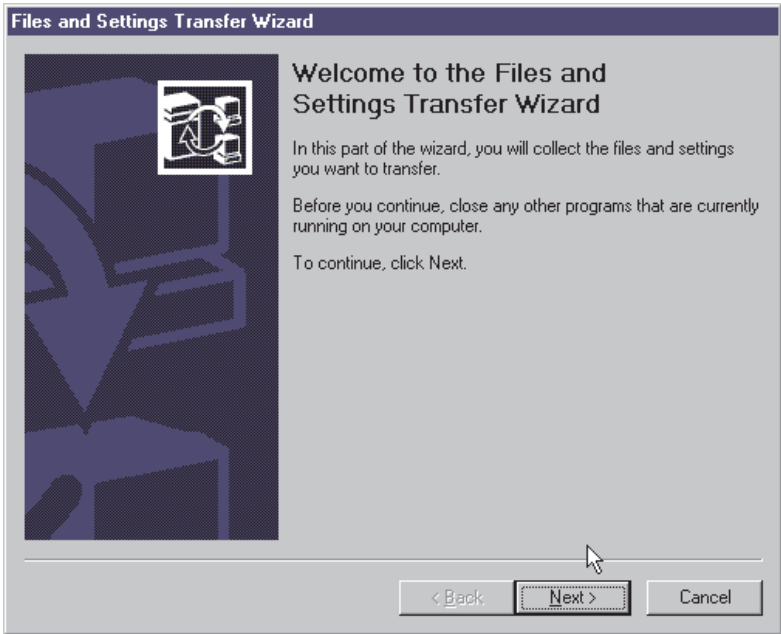 Files and Settings Transfer Wizard
Welcome to the Files and
Settings Transfer Wizard
In this part of the wizard, you will collect the files and settings
you want to transfer.
Before you continue, close any other programs that are currently
running on your computer.
To continue, click Next.
< Back
Next >
Cancel